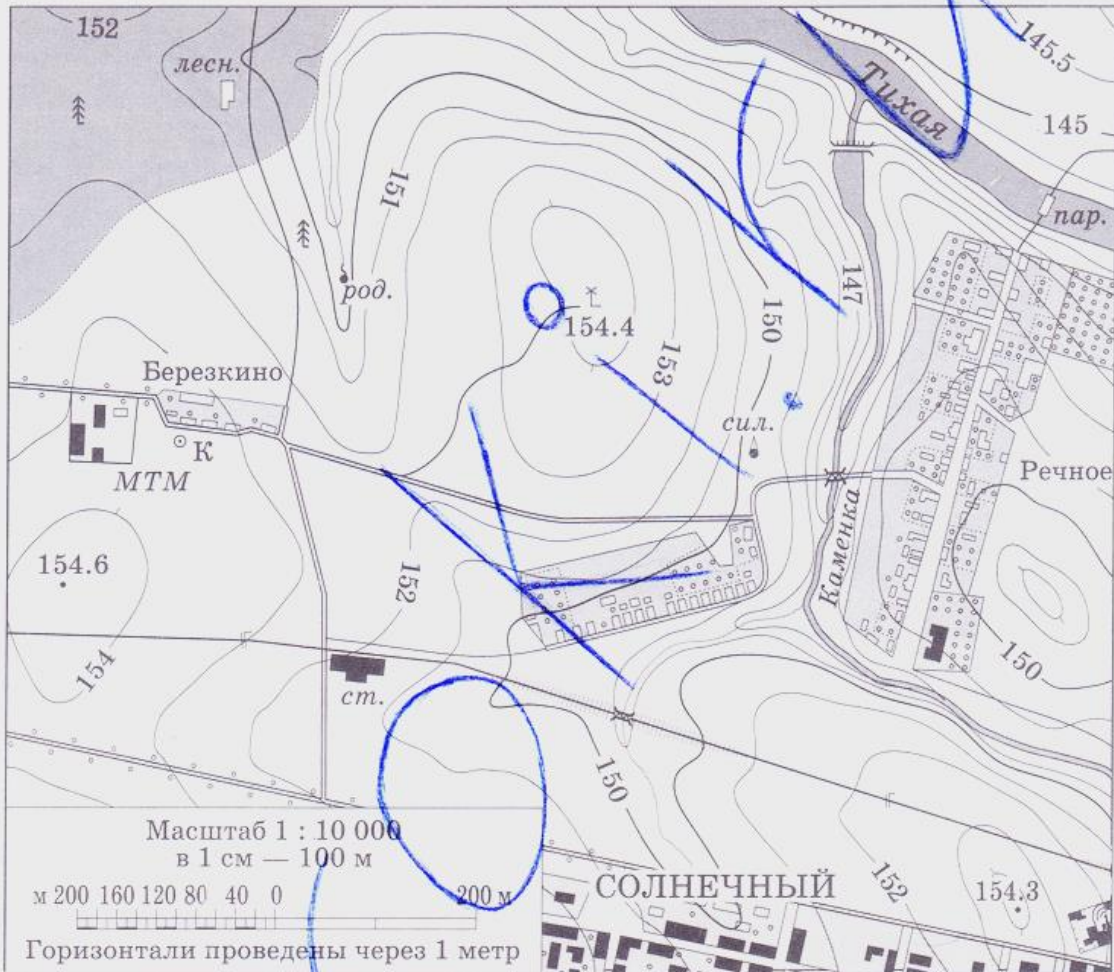 152
лесн.
145.5
Тихая
145
151
пар.
род.
147
154.4
150
153
Березкино
сил.
К
МТМ
Речное
154.6
152
Каменка
154
150
ст.
150
Масштаб 1 : 10 000
в 1 см — 100 м
м 200 160 120 80 40 0 200 м
Горизонтали проведены через 1 метр
СОЛНЕЧНЫЙ
152
154.3